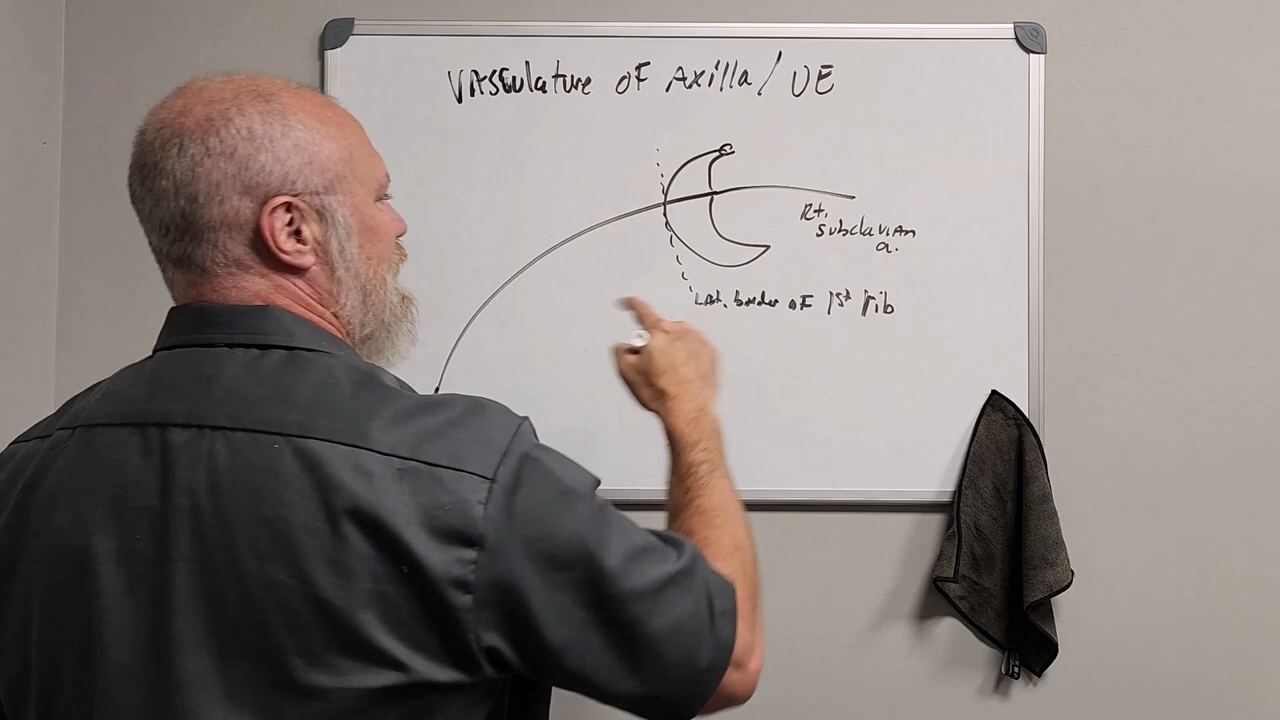 Vasculature of Axilla/ UE
Rt.
subclavian
a.
Lat. border of 1st rib